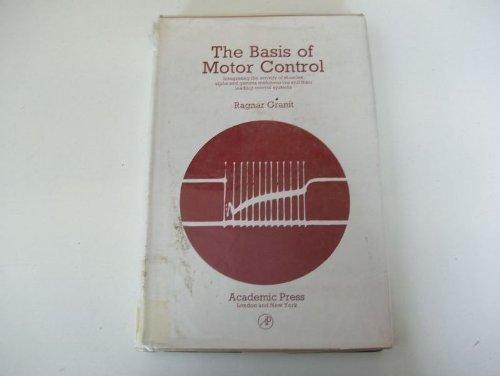 The Basis of
Motor Control
Integrating the activity of muscles,
alpha and gamma motoneurons and their
leading control systems
Ragnar Granit
Academic Press
London and New York
AP